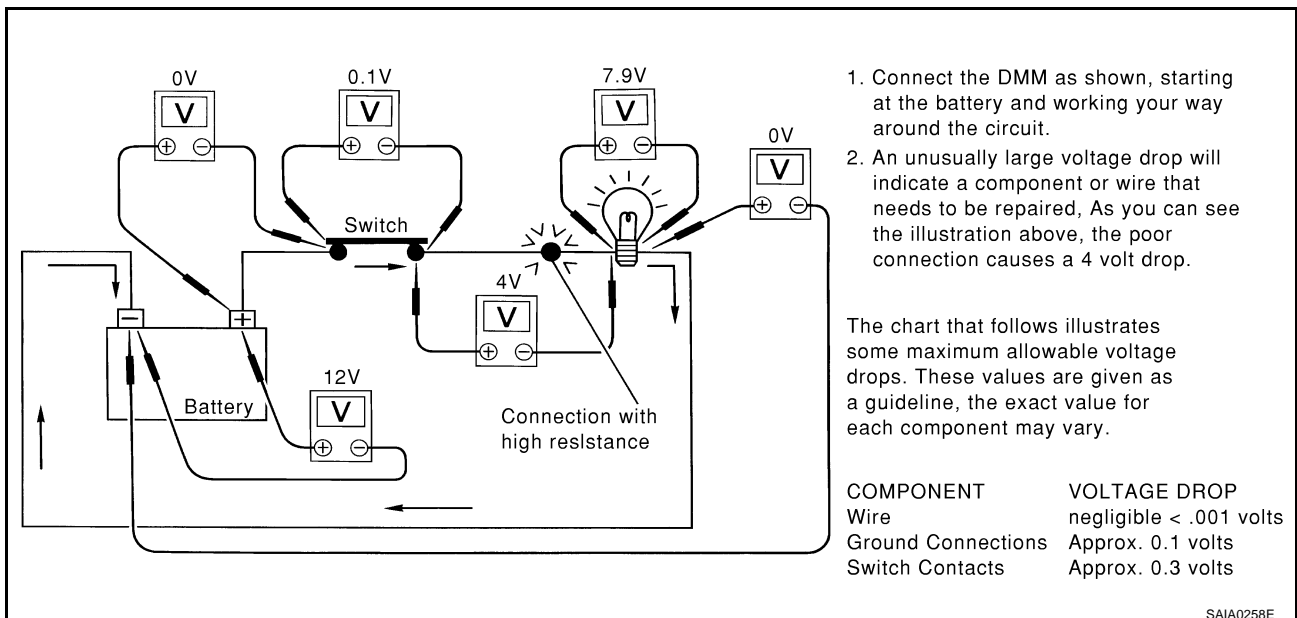 0V
0.1V
7.9V
0V
V
V
V
V
+ −
+ −
+ −
+ −
Switch
4V
V
+ −
− +
Battery
12V
V
+ −
Connection with
high resIstance
1. Connect the DMM as shown, starting
at the battery and working your way
around the circuit.
2. An unusually large voltage drop will
indicate a component or wire that
needs to be repaired, As you can see
the illustration above, the poor
connection causes a 4 volt drop.
The chart that follows illustrates
some maximum allowable voltage
drops. These values are given as
a guideline, the exact value for
each component may vary.
COMPONENT VOLTAGE DROP
Wire negligible < .001 volts
Ground Connections Approx. 0.1 volts
Switch Contacts Approx. 0.3 volts
SAIA0258E